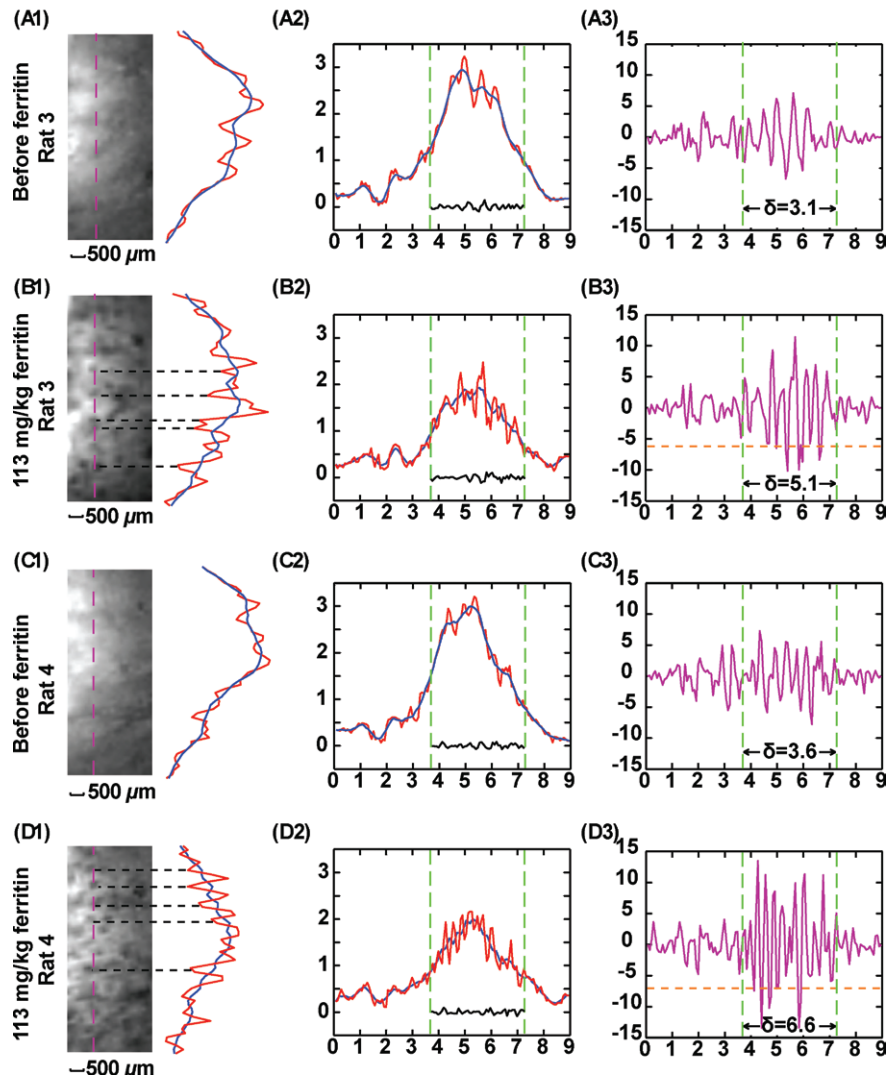 (A1)
(A2)
(A3)
Before ferritin
Rat 3
500 µm
3
2
1
0
0 1 2 3 4 5 6 7 8 9
15
10
5
0
-5
-10
-15
δ=3.1
0 1 2 3 4 5 6 7 8 9
(B1)
(B2)
(B3)
113 mg/kg ferritin
Rat 3
500 µm
3
2
1
0
0 1 2 3 4 5 6 7 8 9
15
10
5
0
-5
-10
-15
δ=5.1
0 1 2 3 4 5 6 7 8 9
(C1)
(C2)
(C3)
Before ferritin
Rat 4
500 µm
3
2
1
0
0 1 2 3 4 5 6 7 8 9
15
10
5
0
-5
-10
-15
δ=3.6
0 1 2 3 4 5 6 7 8 9
(D1)
(D2)
(D3)
113 mg/kg ferritin
Rat 4
500 µm
3
2
1
0
0 1 2 3 4 5 6 7 8 9
15
10
5
0
-5
-10
-15
δ=6.6
0 1 2 3 4 5 6 7 8 9